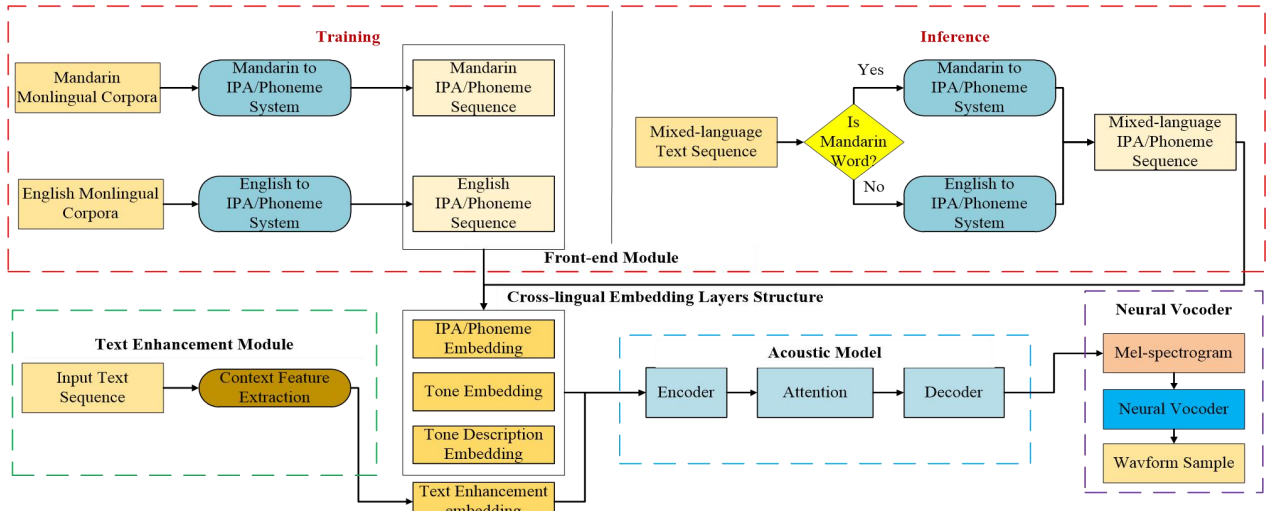 Training
Mandarin
Monlingual Corpora
Mandarin to
IPA/Phoneme
System
Mandarin
IPA/Phoneme
Sequence
English Monlingual
Corpora
English to
IPA/Phoneme
System
English
IPA/Phoneme
Sequence
Inference
Mixed-language
Text Sequence
Is
Mandarin
Word?
Yes
No
Mandarin to
IPA/Phoneme
System
English to
IPA/Phoneme
System
Mixed-language
IPA/Phoneme
Sequence
Front-end Module
Cross-lingual Embedding Layers Structure
Text Enhancement Module
Input Text
Sequence
Context Feature
Extraction
IPA/Phoneme
Embedding
Tone Embedding
Tone Description
Embedding
Text Enhancement
embedding
Acoustic Model
Encoder
Attention
Decoder
Neural Vocoder
Mel-spectrogram
Neural Vocoder
Wavform Sample